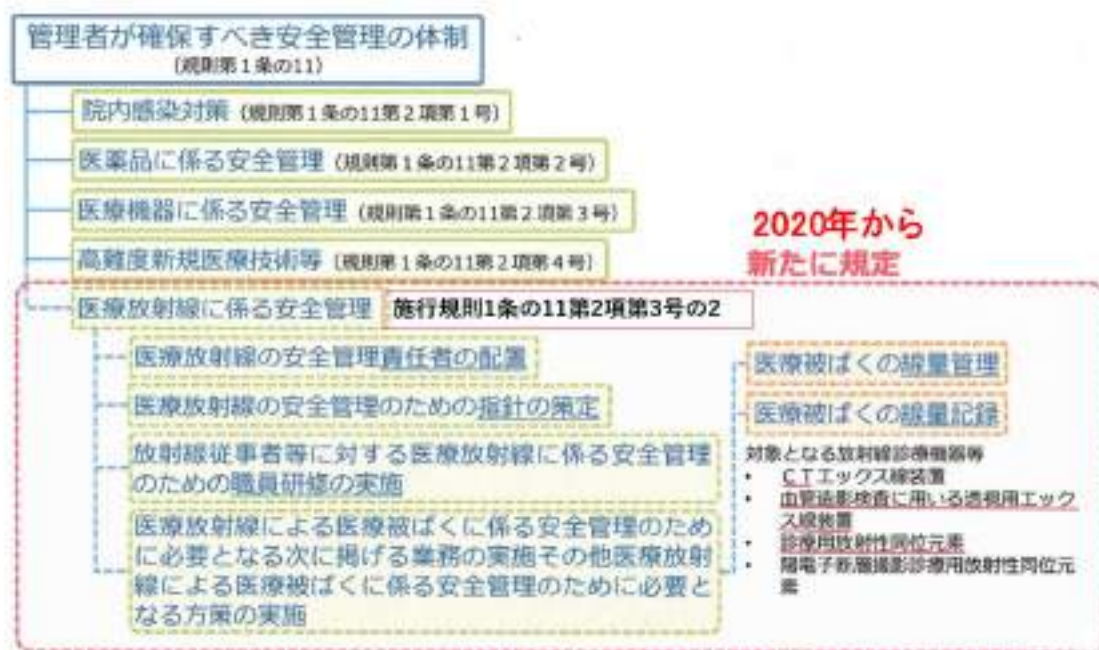 管理者が確保すべき安全管理の体制
(規則第1条の11)
院内感染対策 (規則第1条の11第2項第1号)
医薬品に係る安全管理 (規則第1条の11第2項第2号)
医療機器に係る安全管理 (規則第1条の11第2項第3号)
高難度新規医療技術等 (規則第1条の11第2項第4号)
2020年から
新たに規定
医療放射線に係る安全管理 施行規則1条の11第2項第3号の2
医療放射線の安全管理責任者の配置
医療放射線の安全管理のための指針の策定
放射線従事者等に対する医療放射線に係る安全管理
のための職員研修の実施
医療放射線による医療被ばくに係る安全管理のため
に必要となる次に掲げる業務の実施その他医療放射
線による医療被ばくに係る安全管理のために必要と
なる方策の実施
医療被ばくの線量管理
医療被ばくの線量記録
対象となる放射線診療機器等
• CTエックス線装置
• 血管造影検査に用いる透視用エック
ス線装置
• 診療用放射性同位元素
• 陽電子断層撮影診療用放射性同位元
素